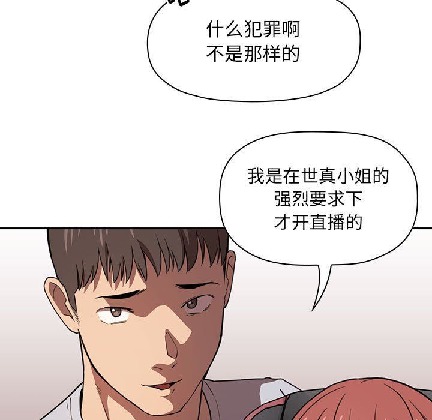 什么犯罪啊
不是那样的
我是在世真小姐的
强烈要求下
才开直播的